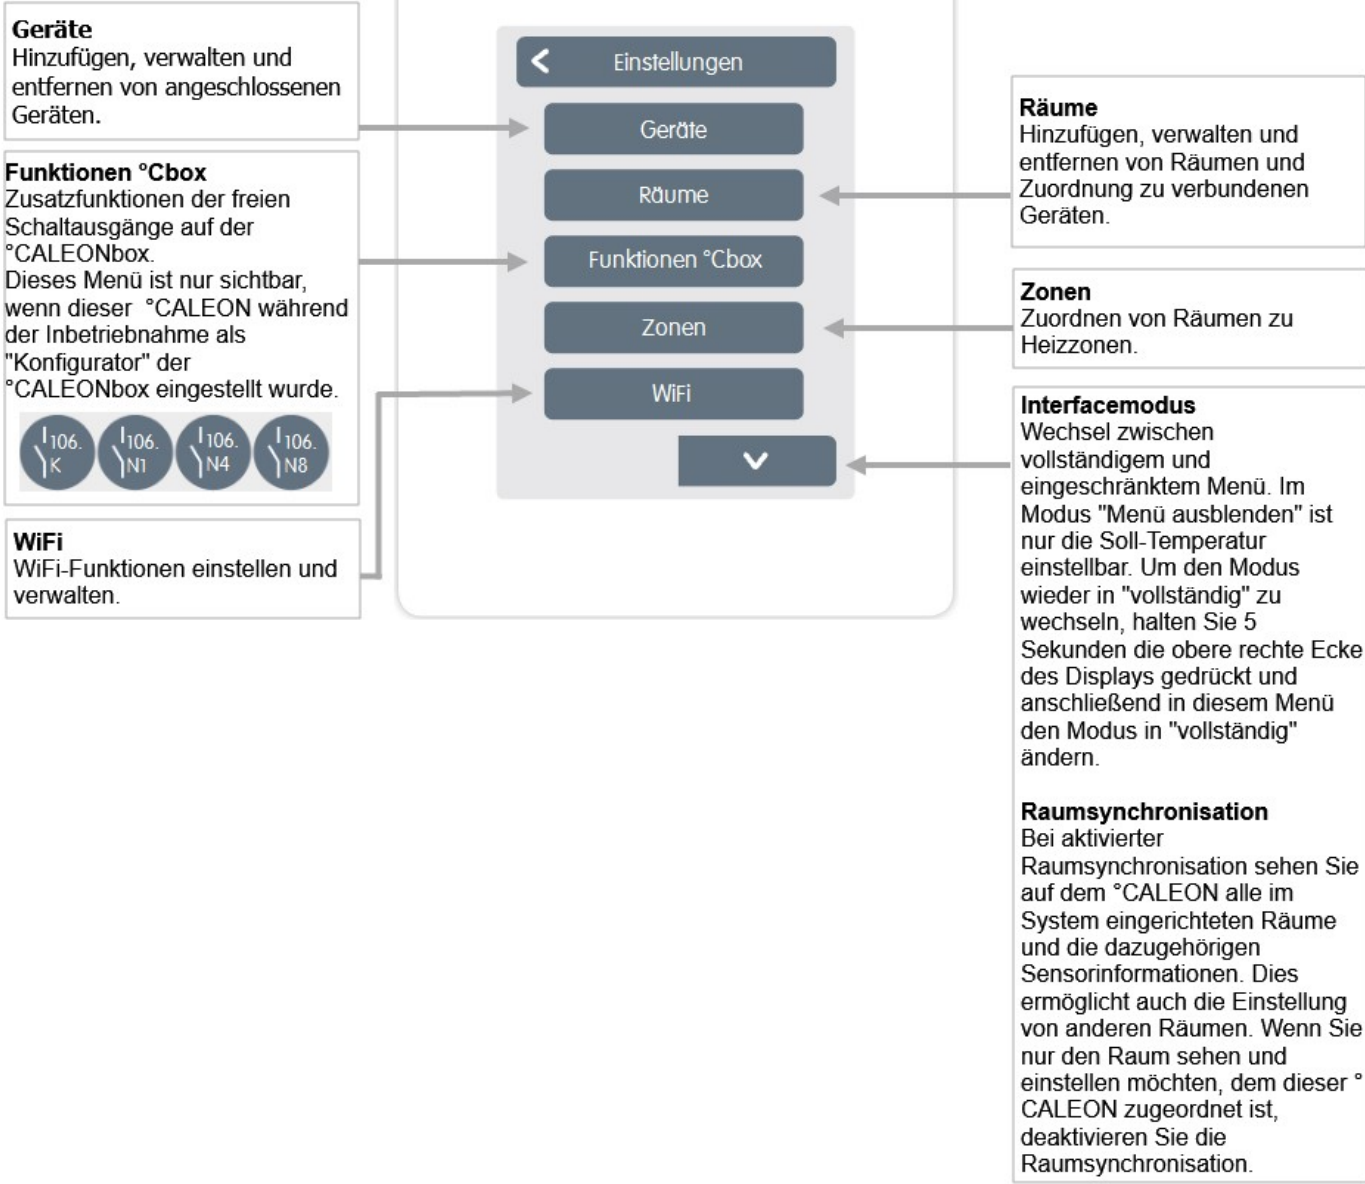 Geräte
Hinzufügen, verwalten und
entfernen von angeschlossenen
Geräten.
Funktionen °Cbox
Zusatzfunktionen der freien
Schaltausgänge auf der
°CALEONbox.
Dieses Menü ist nur sichtbar,
wenn dieser °CALEON während
der Inbetriebnahme als
"Konfigurator" der
°CALEONbox eingestellt wurde.
106. K
106. N1
106. N4
106. N8
WiFi
WiFi-Funktionen einstellen und
verwalten.
Einstellungen
Geräte
Räume
Funktionen °Cbox
Zonen
WiFi
Räume
Hinzufügen, verwalten und
entfernen von Räumen und
Zuordnung zu verbundenen
Geräten.
Zonen
Zuordnen von Räumen zu
Heizzonen.
Interfacemodus
Wechsel zwischen
vollständigem und
eingeschränktem Menü. Im
Modus "Menü ausblenden" ist
nur die Soll-Temperatur
einstellbar. Um den Modus
wieder in "vollständig" zu
wechseln, halten Sie 5
Sekunden die obere rechte Ecke
des Displays gedrückt und
anschließend in diesem Menü
den Modus in "vollständig"
ändern.
Raumsynchronisation
Bei aktivierter
Raumsynchronisation sehen Sie
auf dem °CALEON alle im
System eingerichteten Räume
und die dazugehörigen
Sensorinformationen. Dies
ermöglicht auch die Einstellung
von anderen Räumen. Wenn Sie
nur den Raum sehen und
einstellen möchten, dem dieser °
CALEON zugeordnet ist,
deaktivieren Sie die
Raumsynchronisation.